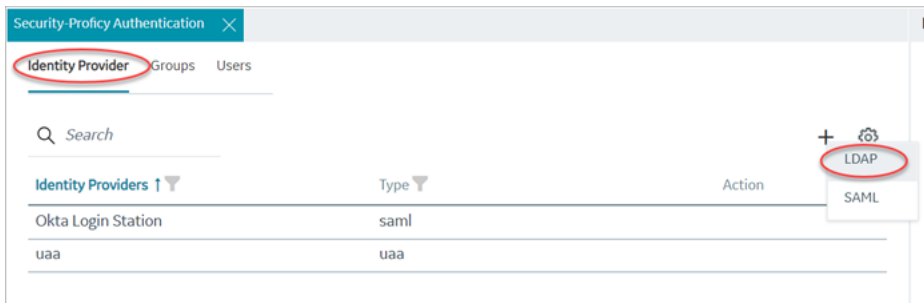 Security-Proficy Authentication
Identity Provider Groups Users
Search
LDAP
Identity Providers Type Action
SAML
Okta Login Station saml
uaa uaa